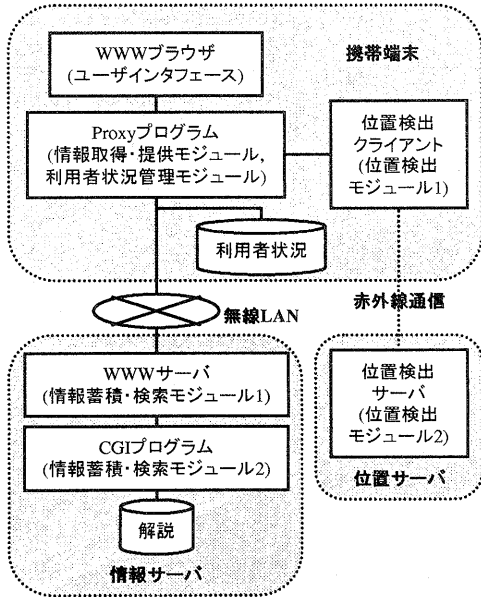 携帯端末
WWWブラウザ
(ユーザインタフェース)
Proxyプログラム
(情報取得・提供モジュール,
利用者状況管理モジュール)
位置検出
クライアント
(位置検出
モジュール1)
利用者状況
無線LAN
赤外線通信
WWWサーバ
(情報蓄積・検索モジュール1)
CGIプログラム
(情報蓄積・検索モジュール2)
解説
情報サーバ
位置検出
サーバ
(位置検出
モジュール2)
位置サーバ